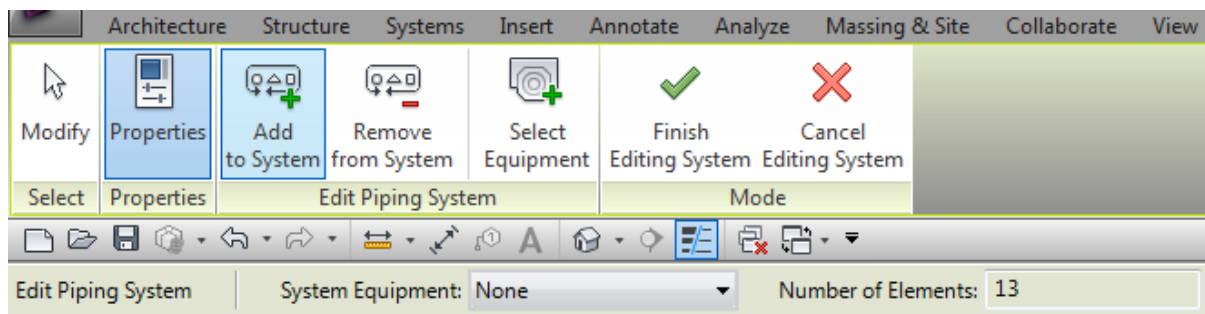 Architecture Structure Systems Insert Annotate Analyze Massing & Site Collaborate View
Modify Properties Add to System Remove from System Select Equipment Finish Editing System Cancel Editing System
Select Properties Edit Piping System Mode
1 A
Edit Piping System System Equipment: None Number of Elements: 13